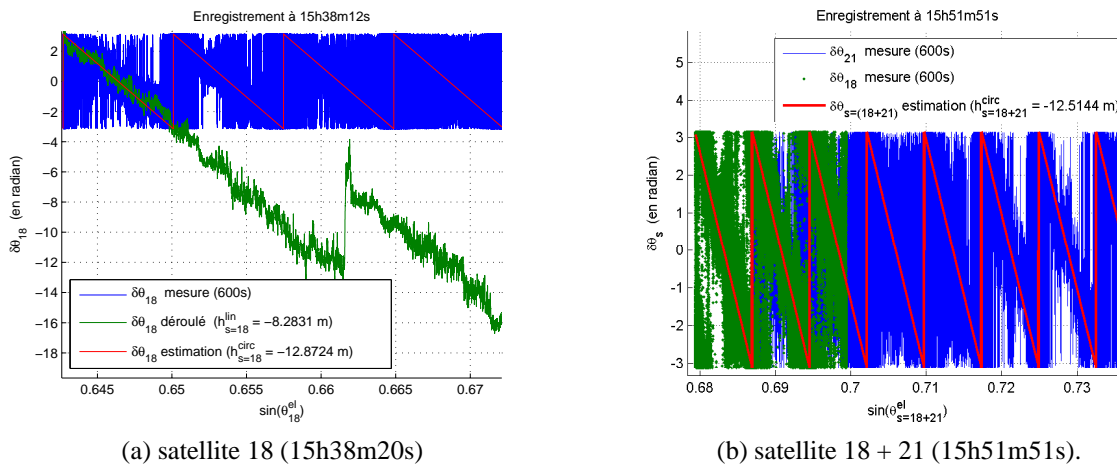 Enregistrement à 15h38m12s
δθ₁₈ (en radian)
2
0
−2
−4
−6
−8
−10
−12
−14
−16
−18
δθ₁₈ mesure (600s)
δθ₁₈ déroulé (h^lin_s=18 = −8.2831 m)
δθ₁₈ estimation (h^circ_s=18 = −12.8724 m)
0.645 0.65 0.655 0.66 0.665 0.67
sin(θ^el_18)
(a) satellite 18 (15h38m20s)
Enregistrement à 15h51m51s
δθ_s (en radian)
5
4
3
2
1
0
-1
-2
-3
δθ₂₁ mesure (600s)
δθ₁₈ mesure (600s)
δθ_s=(18+21) estimation (h^circ_s=18+21 = -12.5144 m)
0.68 0.69 0.7 0.71 0.72 0.73
sin(θ^el_s=18+21)
(b) satellite 18 + 21 (15h51m51s).